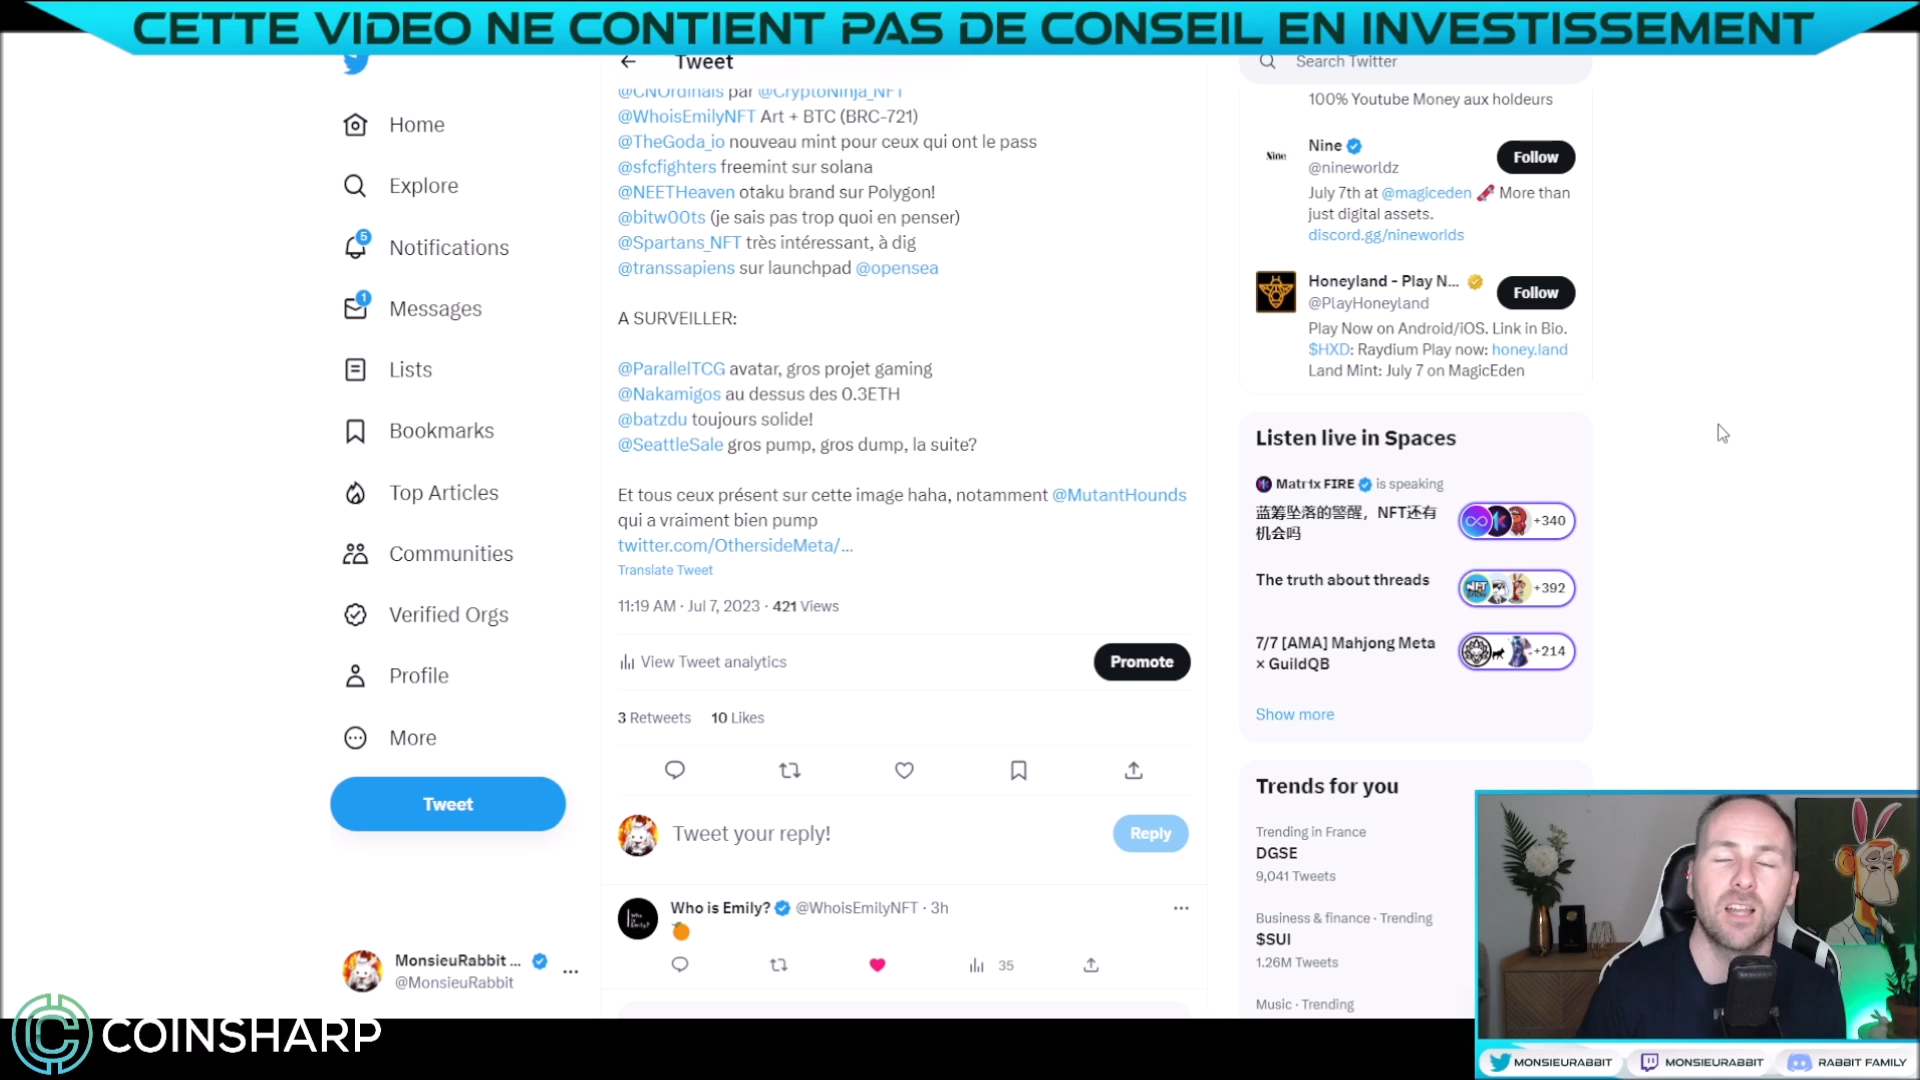 CETTE VIDEO NE CONTIENT PAS DE CONSEIL EN INVESTISSEMENT
Home
Explore
5
Notifications
1
Messages
Lists
Bookmarks
Top Articles
Communities
Verified Orgs
Profile
More
Tweet
MonsieuRabbit ...
@MonsieuRabbit
Tweet
@CNOrdinals par @CryptoNinja_NFT
@WhoisEmilyNFT Art + BTC (BRC-721)
@TheGoda_io nouveau mint pour ceux qui ont le pass
@sfcfighters freemint sur solana
@NEETHeaven otaku brand sur Polygon!
@bitw00ts (je sais pas trop quoi en penser)
@Spartans_NFT très intéressant, à dig
@transsapiens sur launchpad @opensea
A SURVEILLER:
@ParallelTCG avatar, gros projet gaming
@Nakamigos au dessus des 0.3ETH
@batzdu toujours solide!
@SeattleSale gros pump, gros dump, la suite?
Et tous ceux présent sur cette image haha, notamment @MutantHounds
qui a vraiment bien pump
twitter.com/OthersideMeta/...
Translate Tweet
11:19 AM · Jul 7, 2023 · 421 Views
View Tweet analytics
Promote
3 Retweets 10 Likes
Tweet your reply!
Reply
Who is Emily? @WhoisEmilyNFT · 3h
🍊
35
Search Twitter
100% Youtube Money aux holdeurs
Nine
Nine
@nineworldz
Follow
July 7th at @magiceden 🛹 More than
just digital assets.
discord.gg/nineworlds
Honeyland - Play N...
@PlayHoneyland
Follow
Play Now on Android/iOS. Link in Bio.
$HXD: Raydium Play now: honey.land
Land Mint: July 7 on MagicEden
Listen live in Spaces
Matr1x FIRE is speaking
蓝筹坠落的警醒，NFT还有
机会吗
+340
The truth about threads
+392
7/7 [AMA] Mahjong Meta
× GuildQB
+214
Show more
Trends for you
Trending in France
DGSE
9,041 Tweets
Business & finance · Trending
$SUI
1.26M Tweets
Music · Trending
COINSHARP
MONSIEURABBIT
MONSIEURABBIT
RABBIT FAMILY